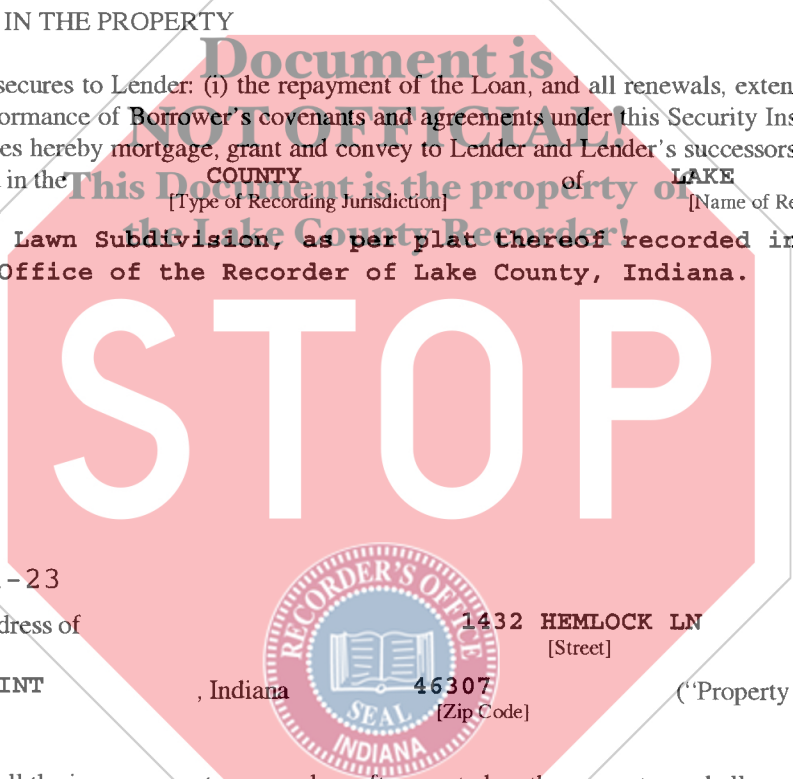 IN THE PROPERTY
Document is
secures to Lender: (i) the repayment of the Loan, and all renewals, exten
NOT OFFICIAL!
ormance of Borrower's covenants and agreements under this Security Ins
es hereby mortgage, grant and convey to Lender and Lender's successors
in the COUNTY of LAKE
This Document is the property of
[Type of Recording Jurisdiction] [Name of Re
the Lake County Recorder!
Lawn Subdivision, as per plat thereof recorded in
Office of the Recorder of Lake County, Indiana.
STOP
-23
dress of 1432 HEMLOCK LN
[Street]
INT , Indiana 46307 ("Property
[Zip Code]
RECORDER'S OFFICE
SEAL
INDIANA